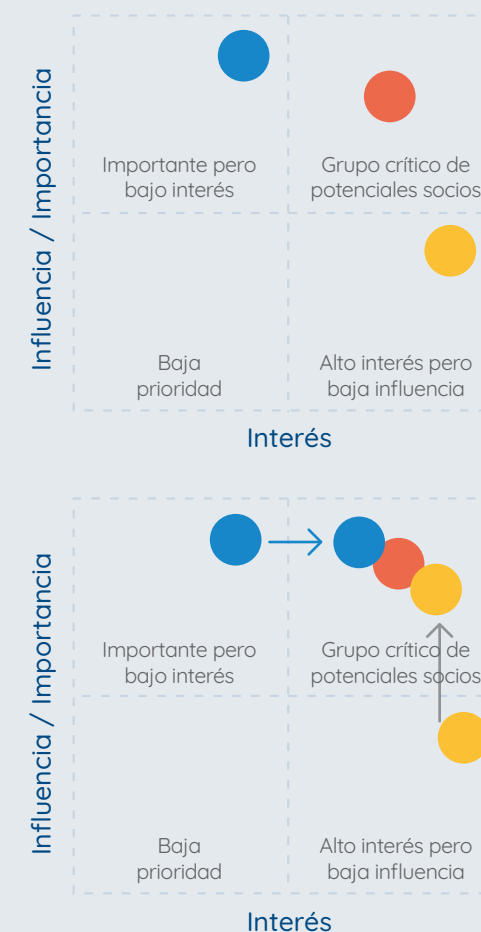 Influencia / Importancia
Importante pero
bajo interés
Grupo crítico de
potenciales socios
Baja
prioridad
Alto interés pero
baja influencia
Interés
Influencia / Importancia
Importante pero
bajo interés
Grupo crítico de
potenciales socios
Baja
prioridad
Alto interés pero
baja influencia
Interés